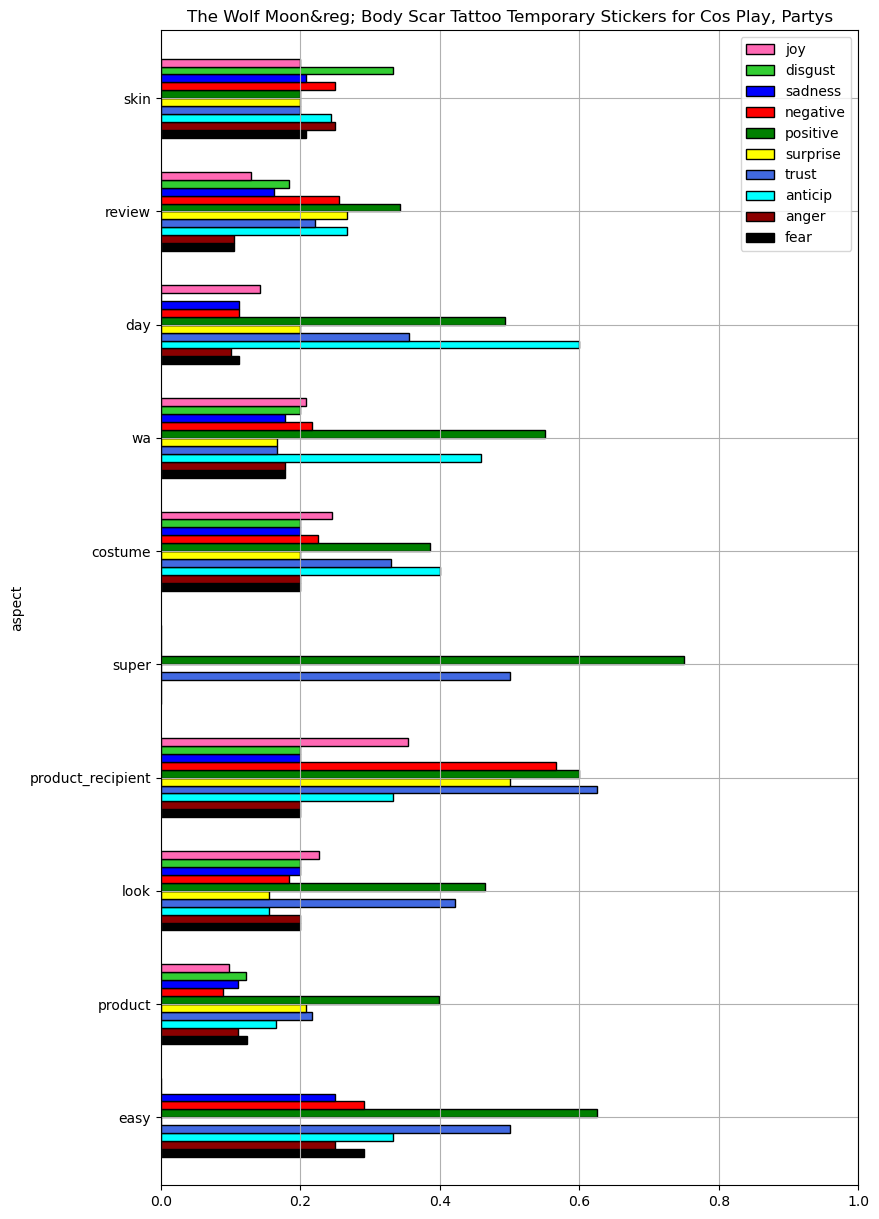 The Wolf Moon&reg; Body Scar Tattoo Temporary Stickers for Cos Play, Partys
joy
disgust
sadness
negative
positive
surprise
trust
anticip
anger
fear
skin
review
day
wa
costume
super
product_recipient
look
product
easy
aspect
0.0 0.2 0.4 0.6 0.8 1.0